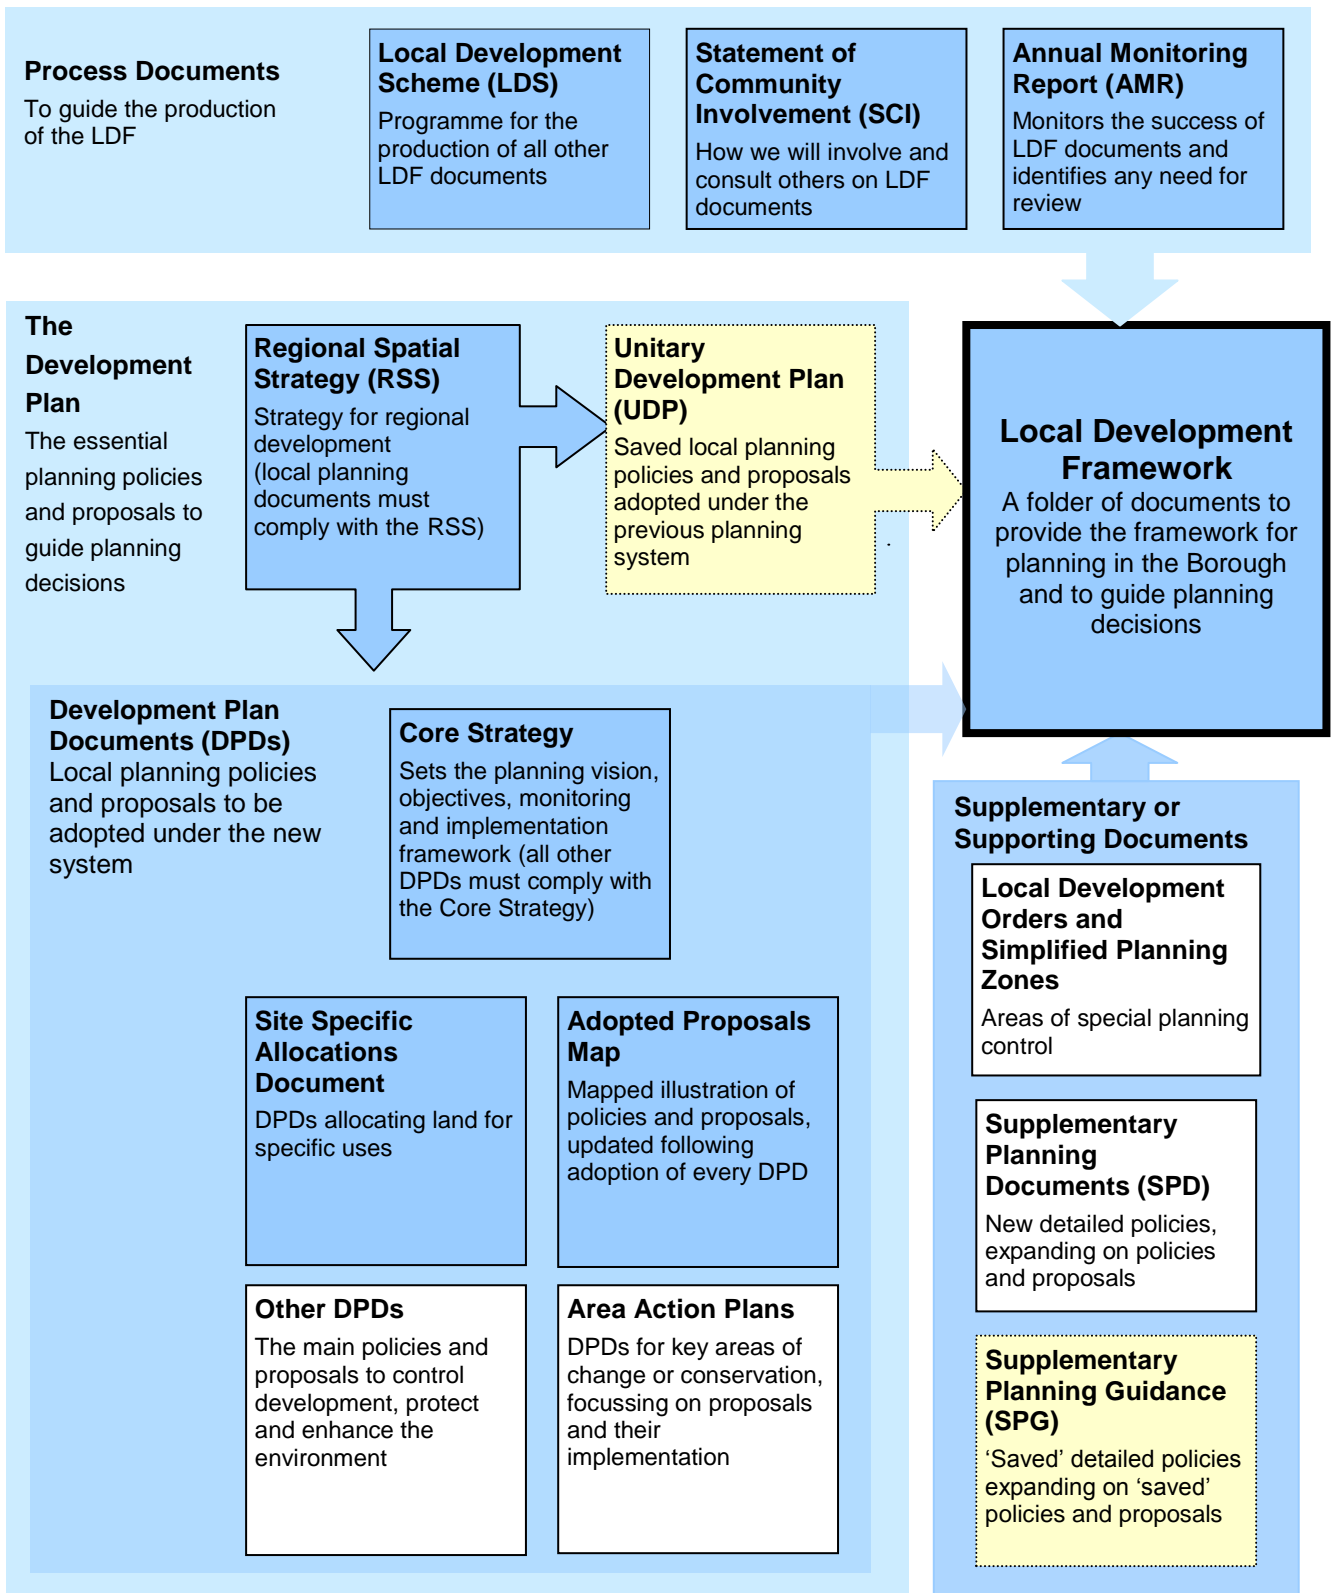 Process Documents
To guide the production
of the LDF
Local Development
Scheme (LDS)
Programme for the
production of all other
LDF documents
Statement of
Community
Involvement (SCI)
How we will involve and
consult others on LDF
documents
Annual Monitoring
Report (AMR)
Monitors the success of
LDF documents and
identifies any need for
review
The
Development
Plan
The essential
planning policies
and proposals to
guide planning
decisions
Regional Spatial
Strategy (RSS)
Strategy for regional
development
(local planning
documents must
comply with the RSS)
Unitary
Development Plan
(UDP)
Saved local planning
policies and proposals
adopted under the
previous planning
system
.
Local Development
Framework
A folder of documents to
provide the framework for
planning in the Borough
and to guide planning
decisions
Development Plan
Documents (DPDs)
Local planning policies
and proposals to be
adopted under the new
system
Core Strategy
Sets the planning vision,
objectives, monitoring
and implementation
framework (all other
DPDs must comply with
the Core Strategy)
Site Specific
Allocations
Document
DPDs allocating land for
specific uses
Adopted Proposals
Map
Mapped illustration of
policies and proposals,
updated following
adoption of every DPD
Other DPDs
The main policies and
proposals to control
development, protect
and enhance the
environment
Area Action Plans
DPDs for key areas of
change or conservation,
focussing on proposals
and their
implementation
Supplementary or
Supporting Documents
Local Development
Orders and
Simplified Planning
Zones
Areas of special planning
control
Supplementary
Planning
Documents (SPD)
New detailed policies,
expanding on policies
and proposals
Supplementary
Planning Guidance
(SPG)
‘Saved’ detailed policies
expanding on ‘saved’
policies and proposals